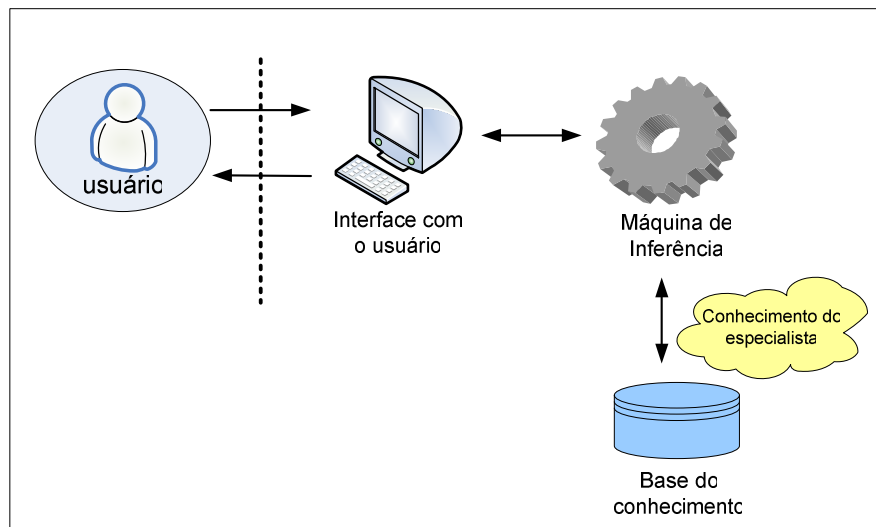 usuário
Interface com
o usuário
Máquina de
Inferência
Conhecimento do
especialista
Base do
conhecimento